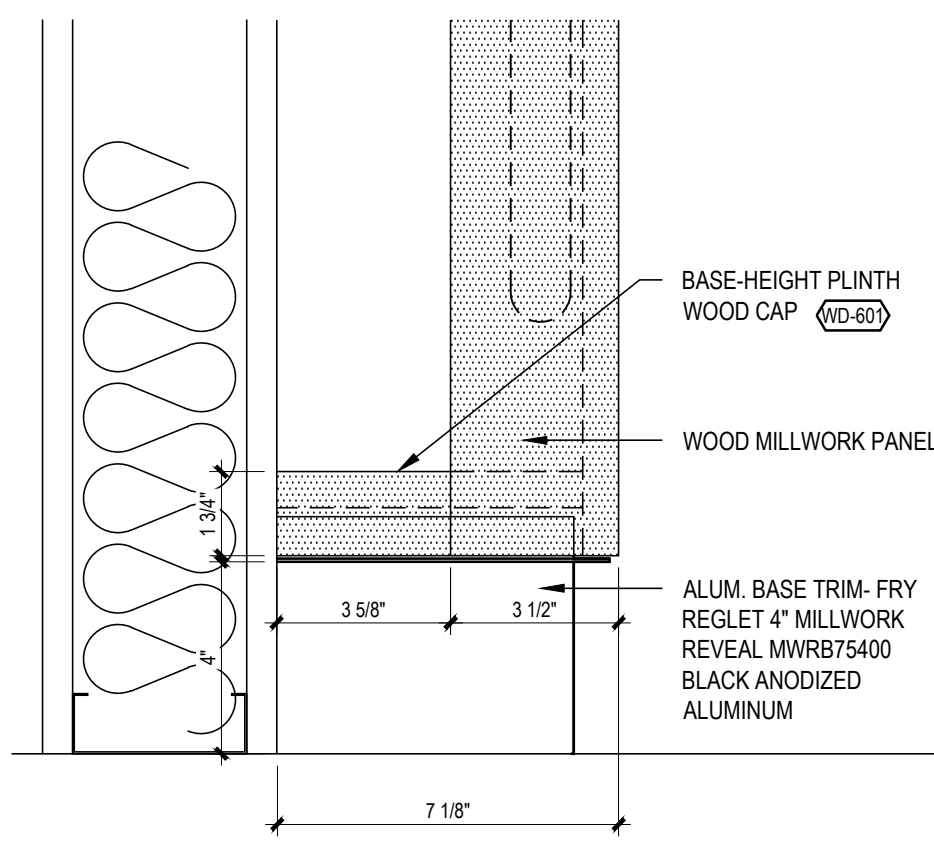 BASE-HEIGHT PLINTH
WOOD CAP WD-601
WOOD MILLWORK PANEL
1 3/4"
ALUM. BASE TRIM- FRY
REGLET 4" MILLWORK
REVEAL MWRB75400
BLACK ANODIZED
ALUMINUM
3 5/8"
3 1/2"
4"
7 1/8"